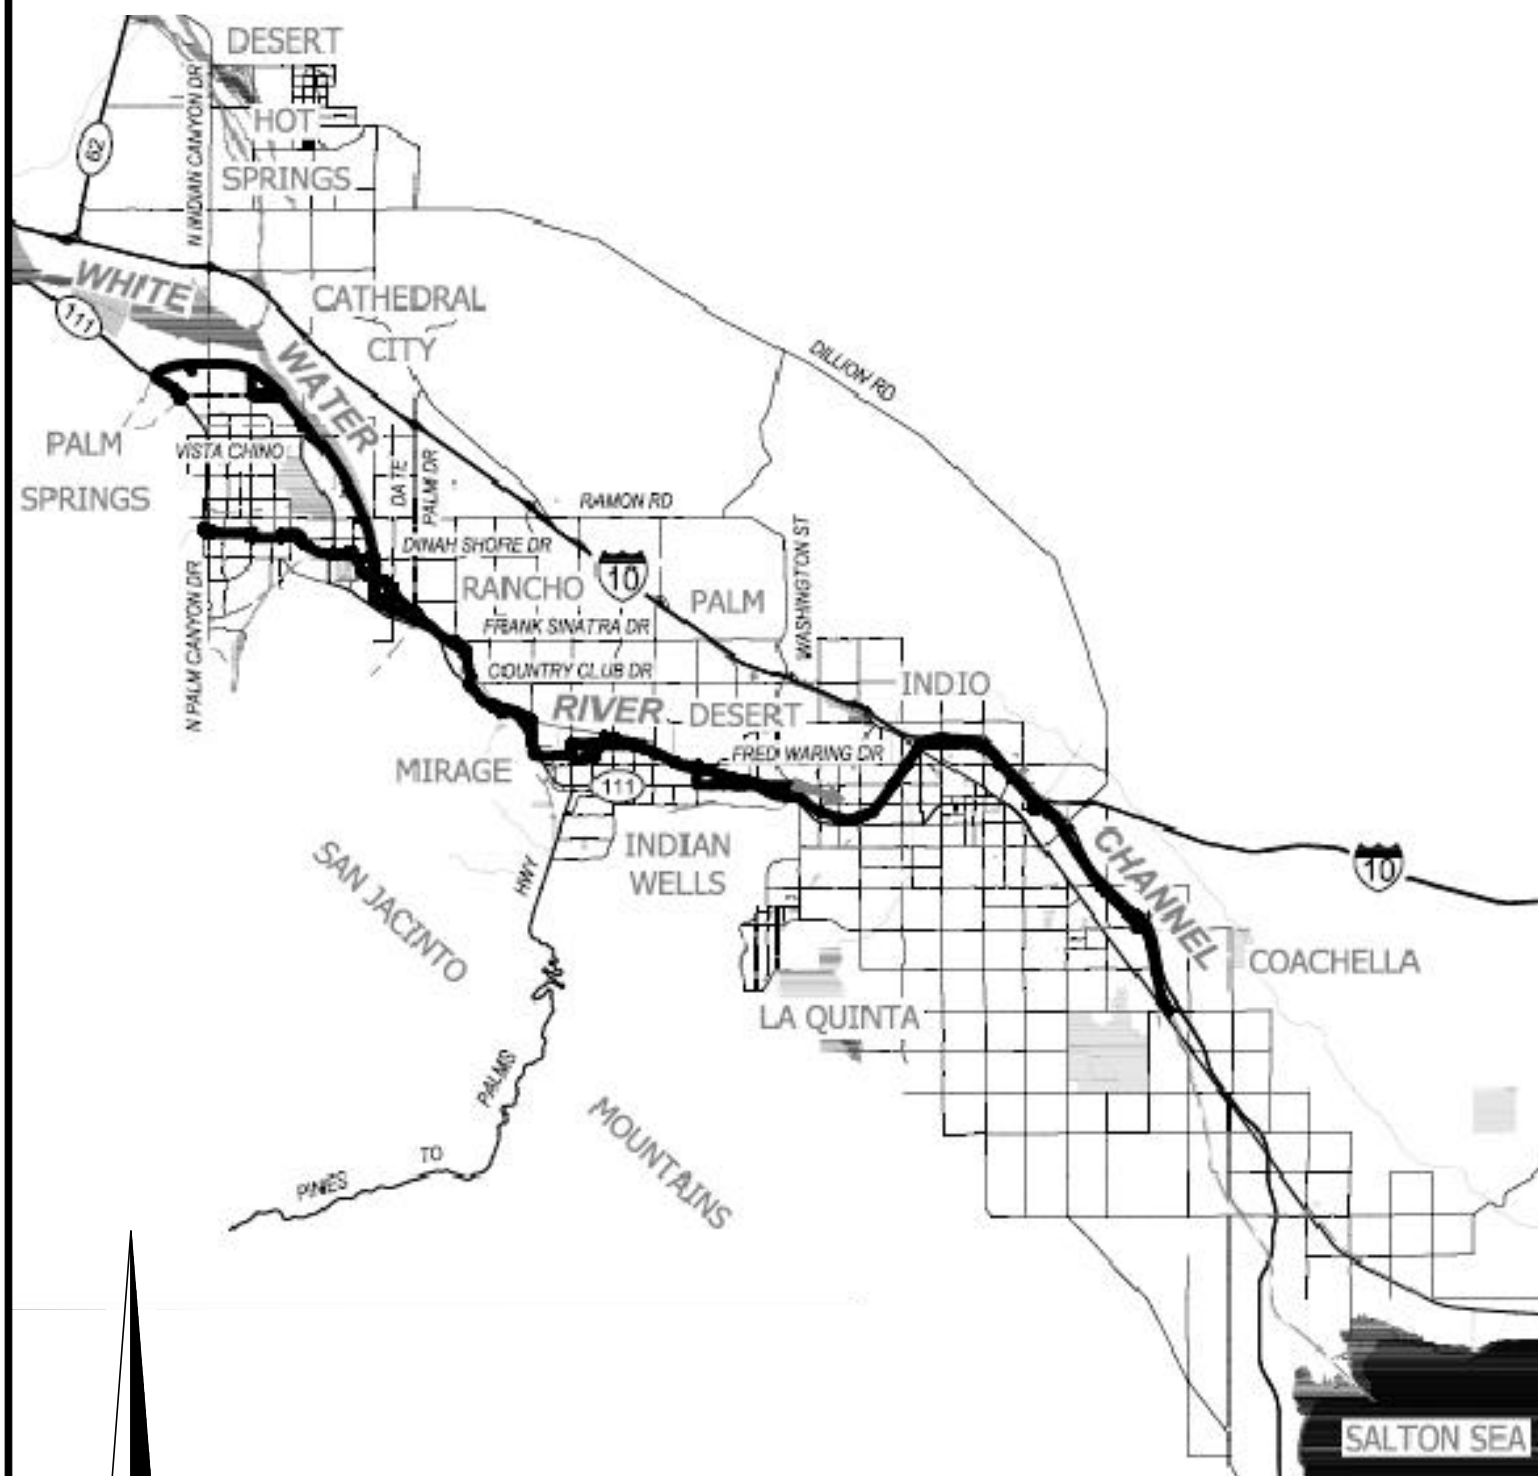 DESERT
HOT
SPRINGS
N INDIAN CANYON DR
62
WHITE
111
CATHEDRAL
CITY
WATER
DILLION RD
PALM
SPRINGS
VISTA CHINO
DATE
PALM DR
RAMON RD
DINAH SHORE DR
WASHINGTON ST
10
RANCHO
PALM
FRANK SINATRA DR
N PALM CANYON DR
COUNTRY CLUB DR
INDIO
RIVER
DESERT
FRED WARING DR
MIRAGE
111
INDIAN
WELLS
CHANNEL
10
SAN JACINTO
HWY
COACHELLA
LA QUINTA
PALMS
MOUNTAINS
TO
PINES
SALTON SEA